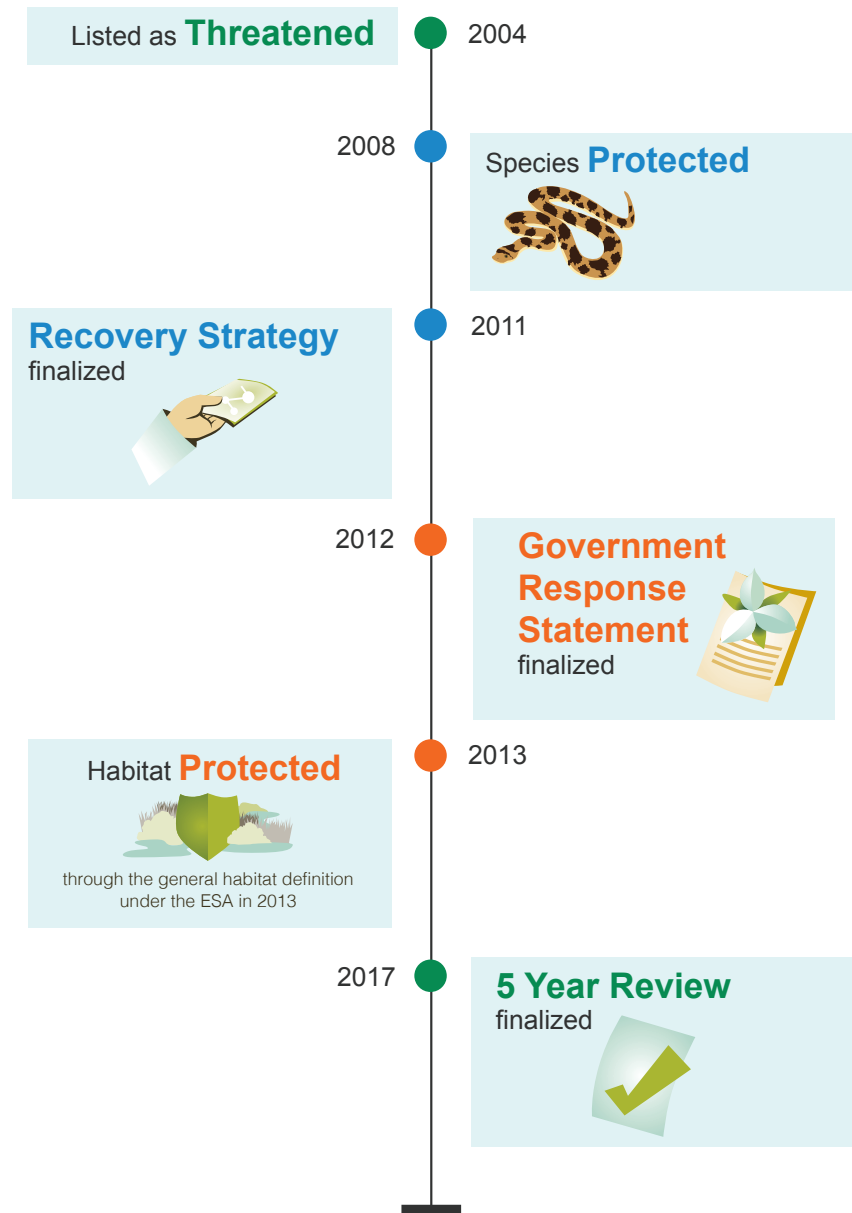 Listed as Threatened
2004
2008
Species Protected
Recovery Strategy
finalized
2011
2012
Government
Response
Statement
finalized
Habitat Protected
through the general habitat definition
under the ESA in 2013
2013
2017
5 Year Review
finalized